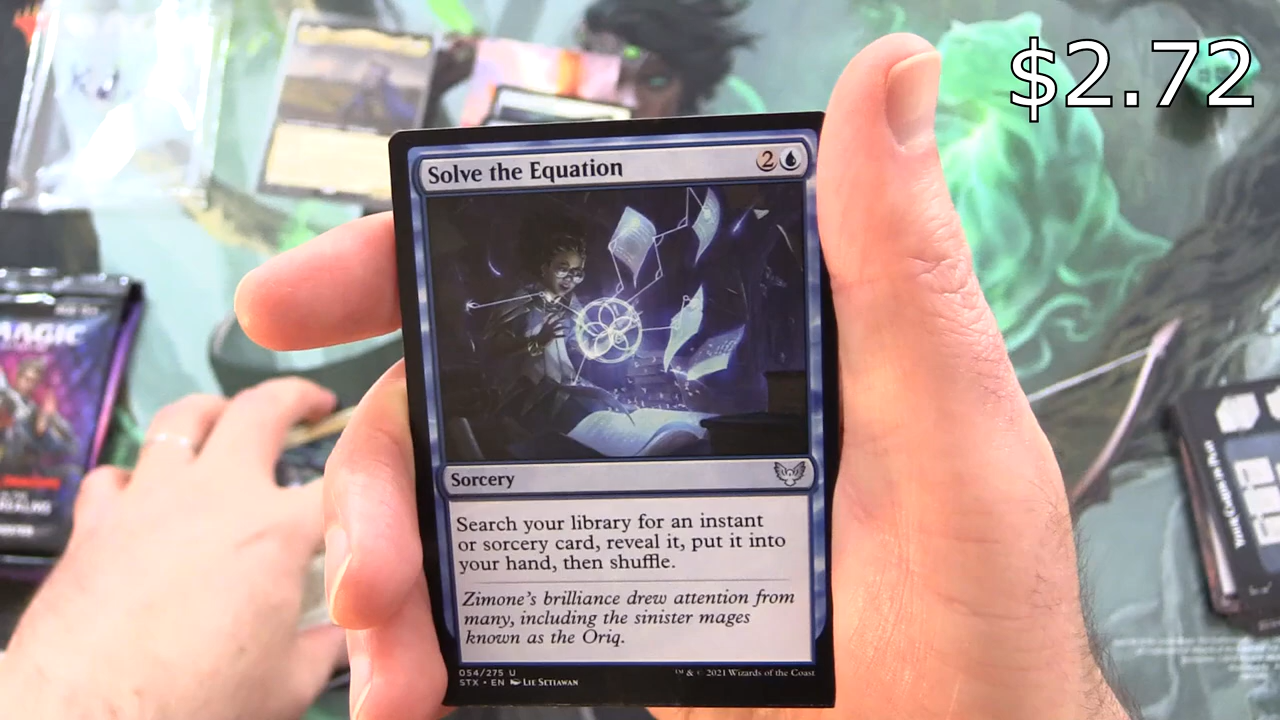 $2.72
Solve the Equation
2
Sorcery
Search your library for an instant
or sorcery card, reveal it, put it into
your hand, then shuffle.
Zimone's brilliance drew attention from
many, including the sinister mages
known as the Oriq.
054/275 U
STX • EN Lie Setiawan
™ & © 2021 Wizards of the Coast